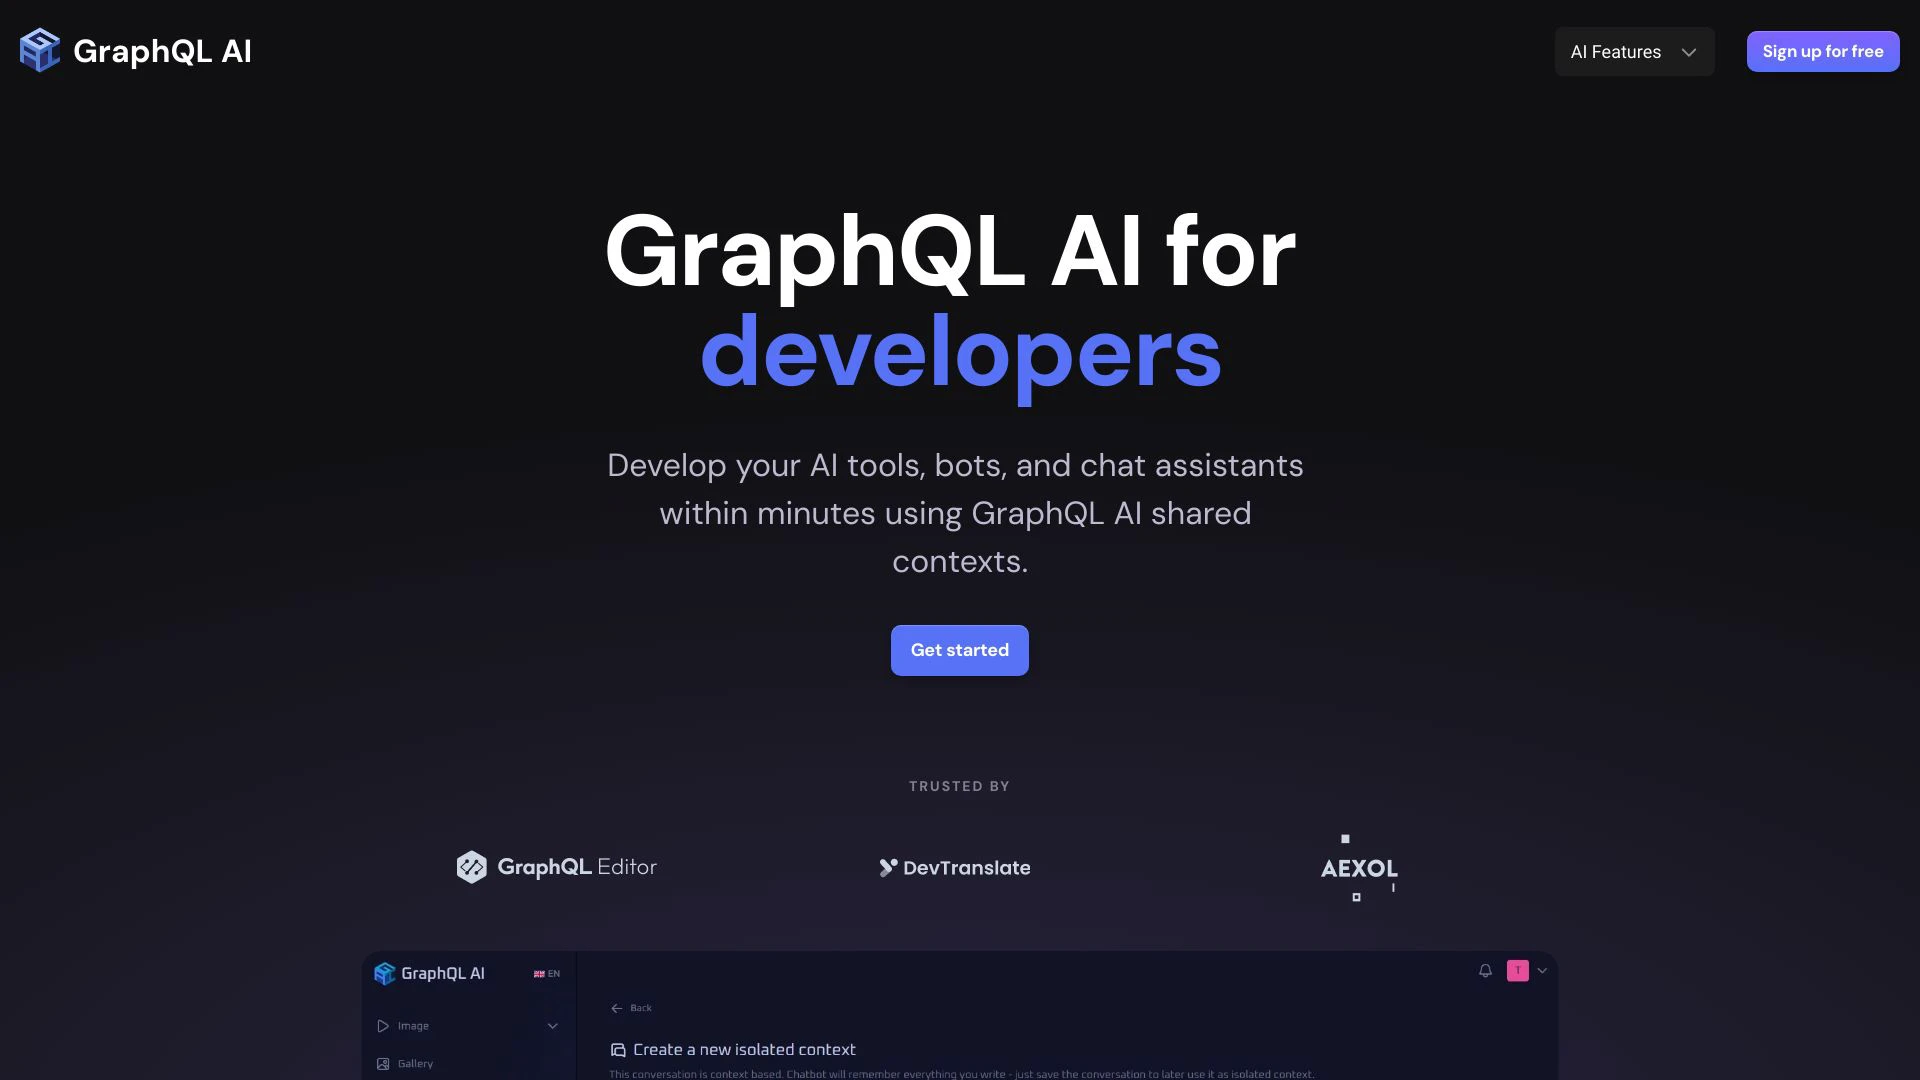 GraphQL AI
AI Features
Sign up for free
GraphQL AI for
developers
Develop your AI tools, bots, and chat assistants
within minutes using GraphQL AI shared
contexts.
Get started
TRUSTED BY
GraphQL Editor
DevTranslate
AEXOL
GraphQL AI
EN
T
Back
Image
Create a new isolated context
Gallery
This conversation is context based. Chatbot will remember everything you write - just save the conversation to later use it as isolated context.